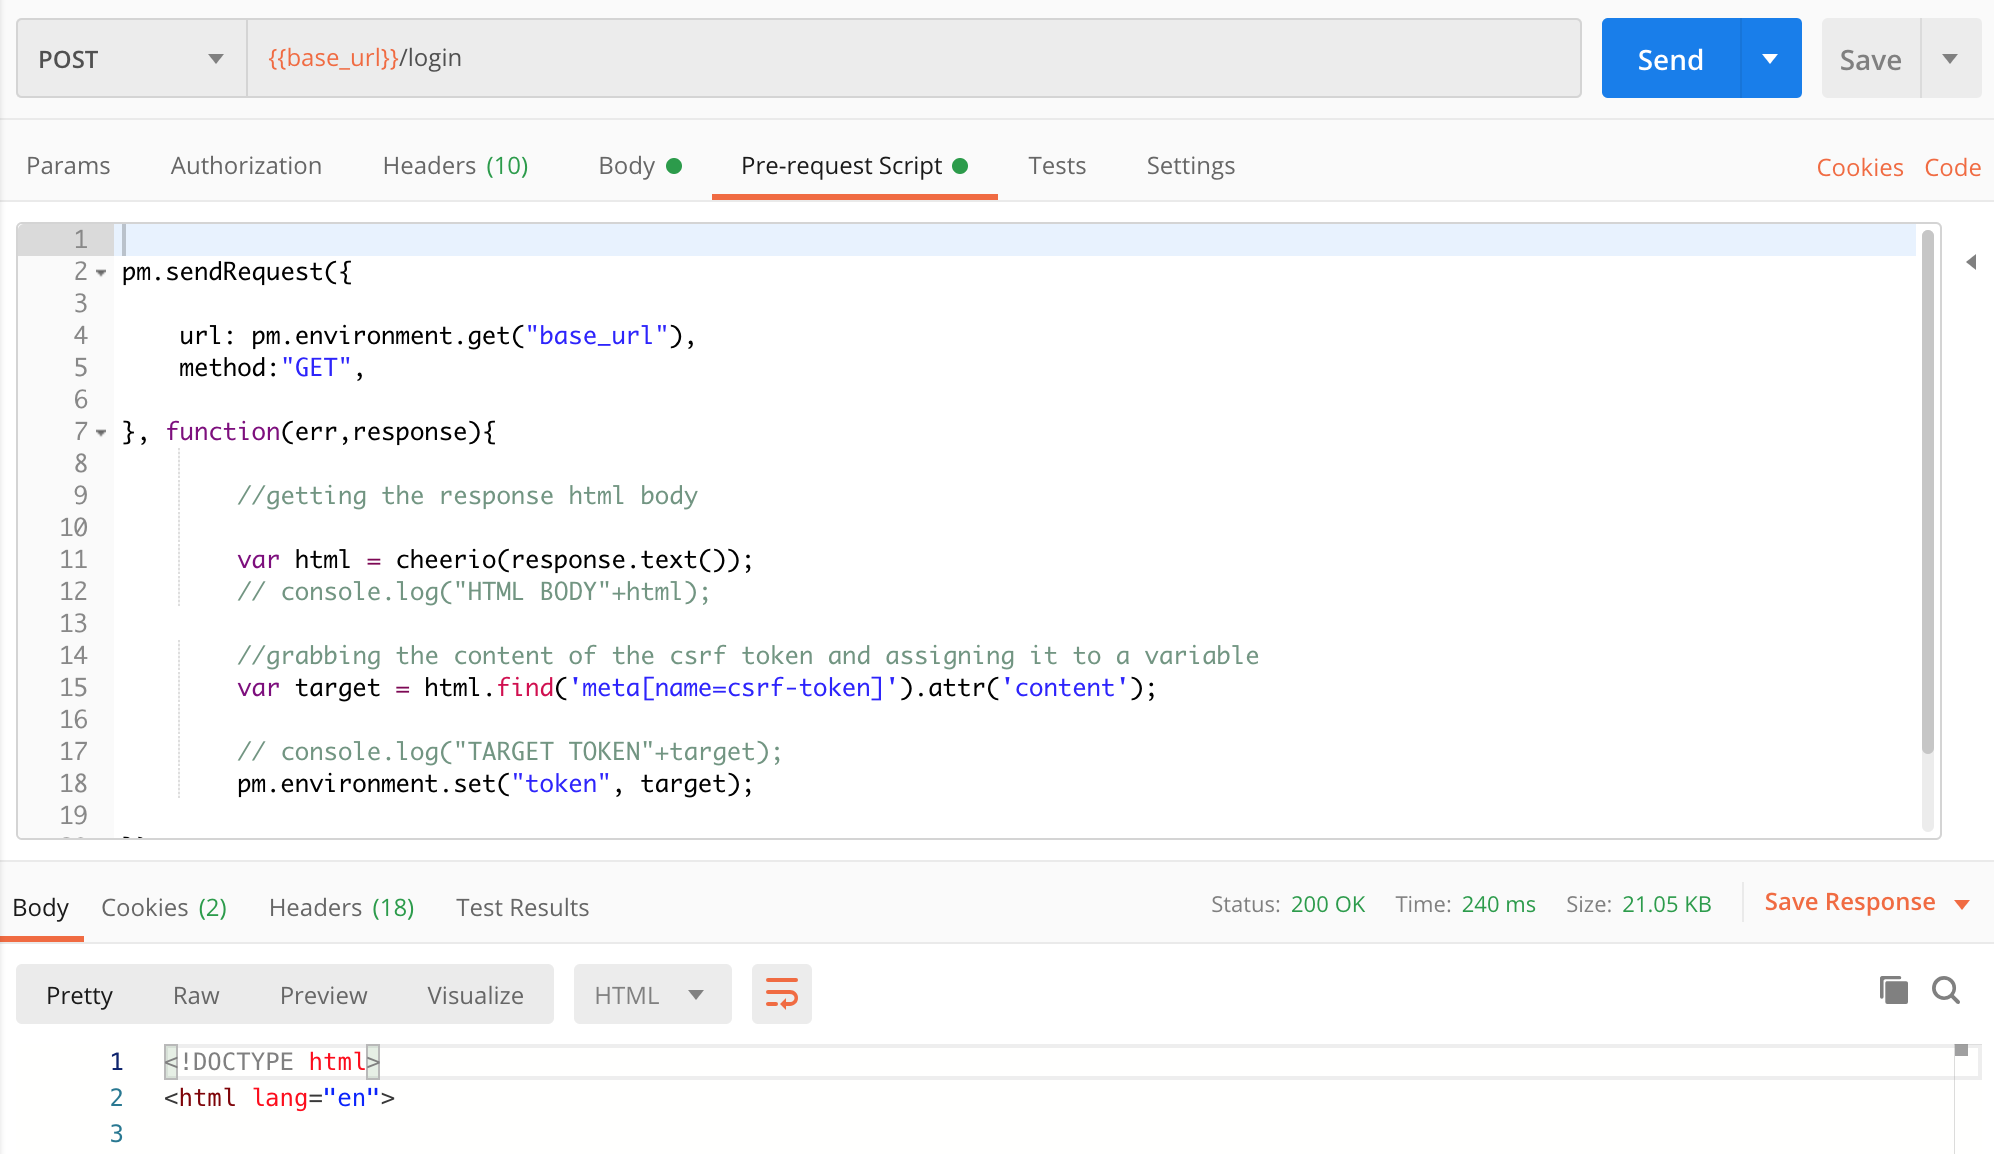 POST {{base_url}}/login Send Save
Params Authorization Headers (10) Body Pre-request Script Tests Settings Cookies Code
1
2 pm.sendRequest({
3
4 url: pm.environment.get("base_url"),
5 method:"GET",
6
7 }, function(err,response){
8
9 //getting the response html body
10
11 var html = cheerio(response.text());
12 // console.log("HTML BODY"+html);
13
14 //grabbing the content of the csrf token and assigning it to a variable
15 var target = html.find('meta[name=csrf-token]').attr('content');
16
17 // console.log("TARGET TOKEN"+target);
18 pm.environment.set("token", target);
19
Body Cookies (2) Headers (18) Test Results Status: 200 OK Time: 240 ms Size: 21.05 KB Save Response
Pretty Raw Preview Visualize HTML
1 <!DOCTYPE html>
2 <html lang="en">
3